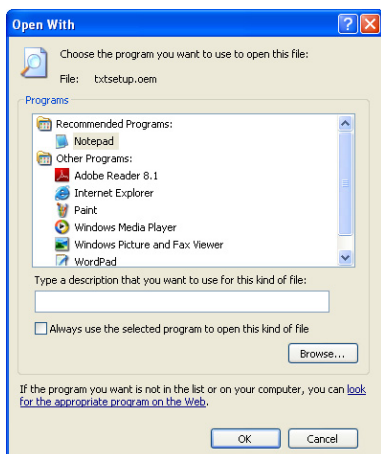 Open With
Choose the program you want to use to open this file:
File: txtsetup.oem
Programs
Recommended Programs:
Notepad
Other Programs:
Adobe Reader 8.1
Internet Explorer
Paint
Windows Media Player
Windows Picture and Fax Viewer
WordPad
Type a description that you want to use for this kind of file:
Always use the selected program to open this kind of file
Browse...
If the program you want is not in the list or on your computer, you can look
for the appropriate program on the Web.
OK Cancel